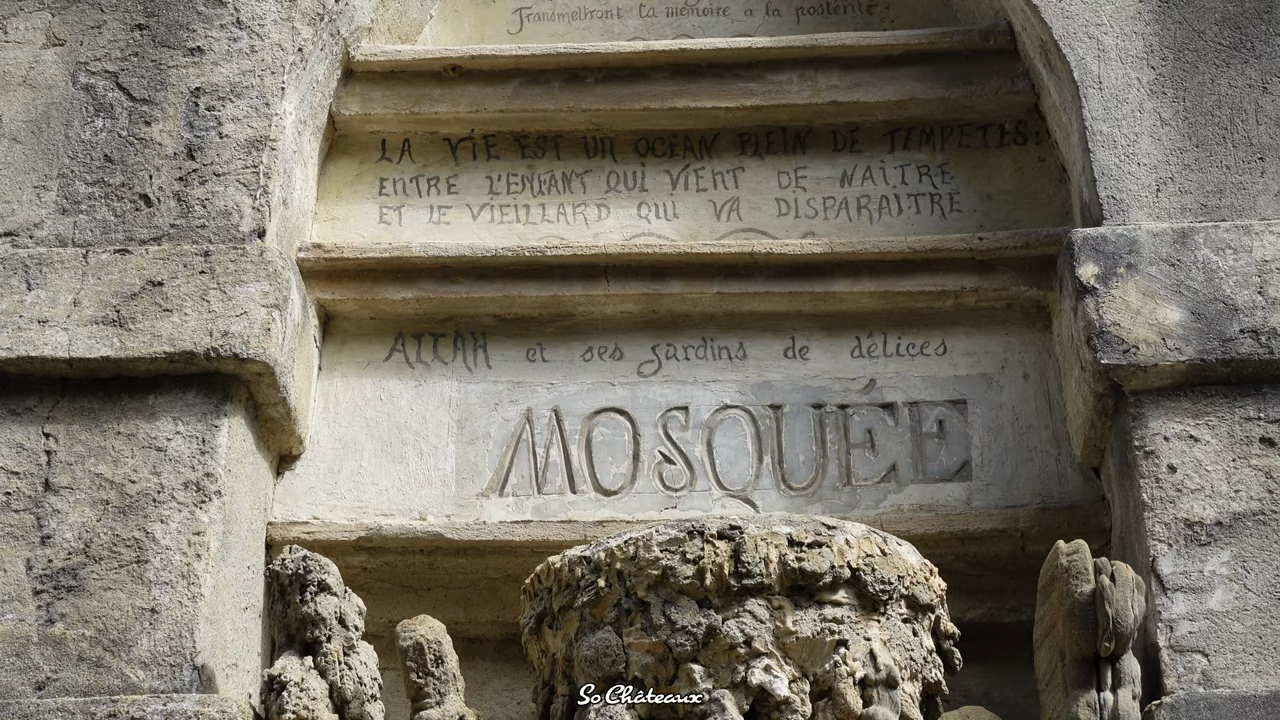 Transmettront ta mémoire a la postérité.
LA VIE EST UN OCEAN PLEIN DE TEMPETES:
ENTRE L'ENFANT QUI VIENT DE NAITRE
ET LE VIEILLARD QUI VA DISPARAITRE
ALLAH et ses jardins de délices
MOSQUÉE
So Châteaux